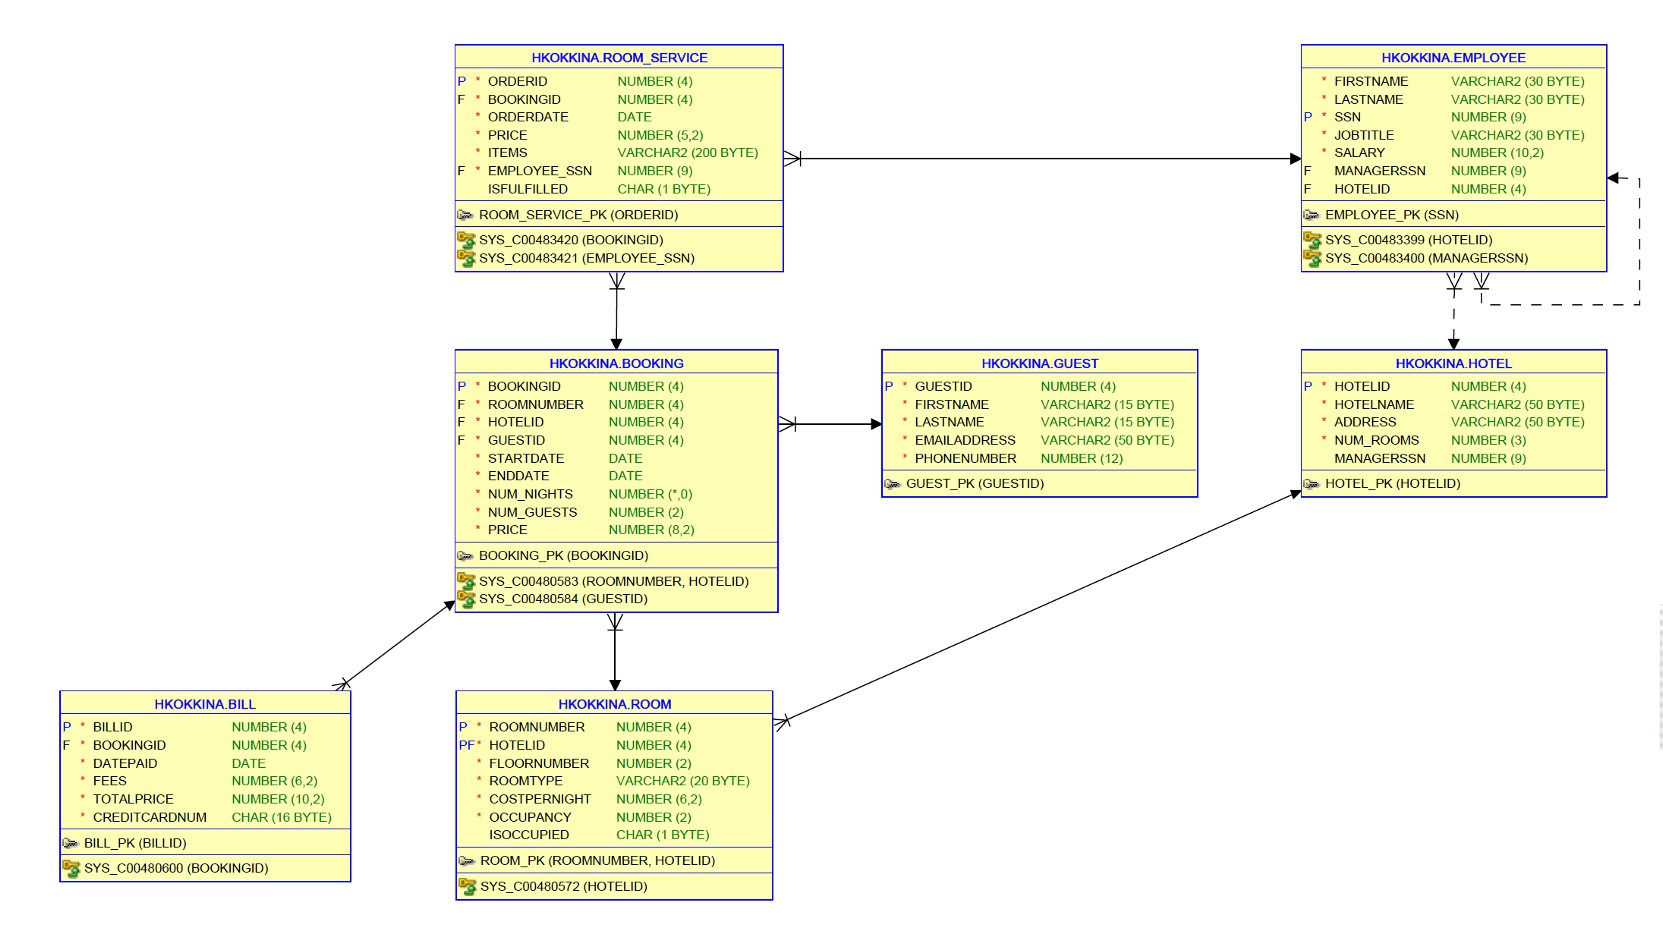 HKOKKINA.ROOM_SERVICE
P * ORDERID NUMBER (4)
F * BOOKINGID NUMBER (4)
* ORDERDATE DATE
* PRICE NUMBER (5,2)
* ITEMS VARCHAR2 (200 BYTE)
F * EMPLOYEE_SSN NUMBER (9)
ISFULFILLED CHAR (1 BYTE)
ROOM_SERVICE_PK (ORDERID)
SYS_C00483420 (BOOKINGID)
SYS_C00483421 (EMPLOYEE_SSN)
HKOKKINA.EMPLOYEE
* FIRSTNAME VARCHAR2 (30 BYTE)
* LASTNAME VARCHAR2 (30 BYTE)
P * SSN NUMBER (9)
* JOBTITLE VARCHAR2 (30 BYTE)
* SALARY NUMBER (10,2)
F MANAGERSSN NUMBER (9)
F HOTELID NUMBER (4)
EMPLOYEE_PK (SSN)
SYS_C00483399 (HOTELID)
SYS_C00483400 (MANAGERSSN)
HKOKKINA.BOOKING
P * BOOKINGID NUMBER (4)
F * ROOMNUMBER NUMBER (4)
F * HOTELID NUMBER (4)
F * GUESTID NUMBER (4)
* STARTDATE DATE
* ENDDATE DATE
* NUM_NIGHTS NUMBER (*,0)
* NUM_GUESTS NUMBER (2)
* PRICE NUMBER (8,2)
BOOKING_PK (BOOKINGID)
SYS_C00480583 (ROOMNUMBER, HOTELID)
SYS_C00480584 (GUESTID)
HKOKKINA.GUEST
P * GUESTID NUMBER (4)
* FIRSTNAME VARCHAR2 (15 BYTE)
* LASTNAME VARCHAR2 (15 BYTE)
* EMAILADDRESS VARCHAR2 (50 BYTE)
* PHONENUMBER NUMBER (12)
GUEST_PK (GUESTID)
HKOKKINA.HOTEL
P * HOTELID NUMBER (4)
* HOTELNAME VARCHAR2 (50 BYTE)
* ADDRESS VARCHAR2 (50 BYTE)
* NUM_ROOMS NUMBER (3)
MANAGERSSN NUMBER (9)
HOTEL_PK (HOTELID)
HKOKKINA.BILL
P * BILLID NUMBER (4)
F * BOOKINGID NUMBER (4)
* DATEPAID DATE
* FEES NUMBER (6,2)
* TOTALPRICE NUMBER (10,2)
* CREDITCARDNUM CHAR (16 BYTE)
BILL_PK (BILLID)
SYS_C00480600 (BOOKINGID)
HKOKKINA.ROOM
P * ROOMNUMBER NUMBER (4)
PF * HOTELID NUMBER (4)
* FLOORNUMBER NUMBER (2)
* ROOMTYPE VARCHAR2 (20 BYTE)
* COSTPERNIGHT NUMBER (6,2)
* OCCUPANCY NUMBER (2)
ISOCCUPIED CHAR (1 BYTE)
ROOM_PK (ROOMNUMBER, HOTELID)
SYS_C00480572 (HOTELID)